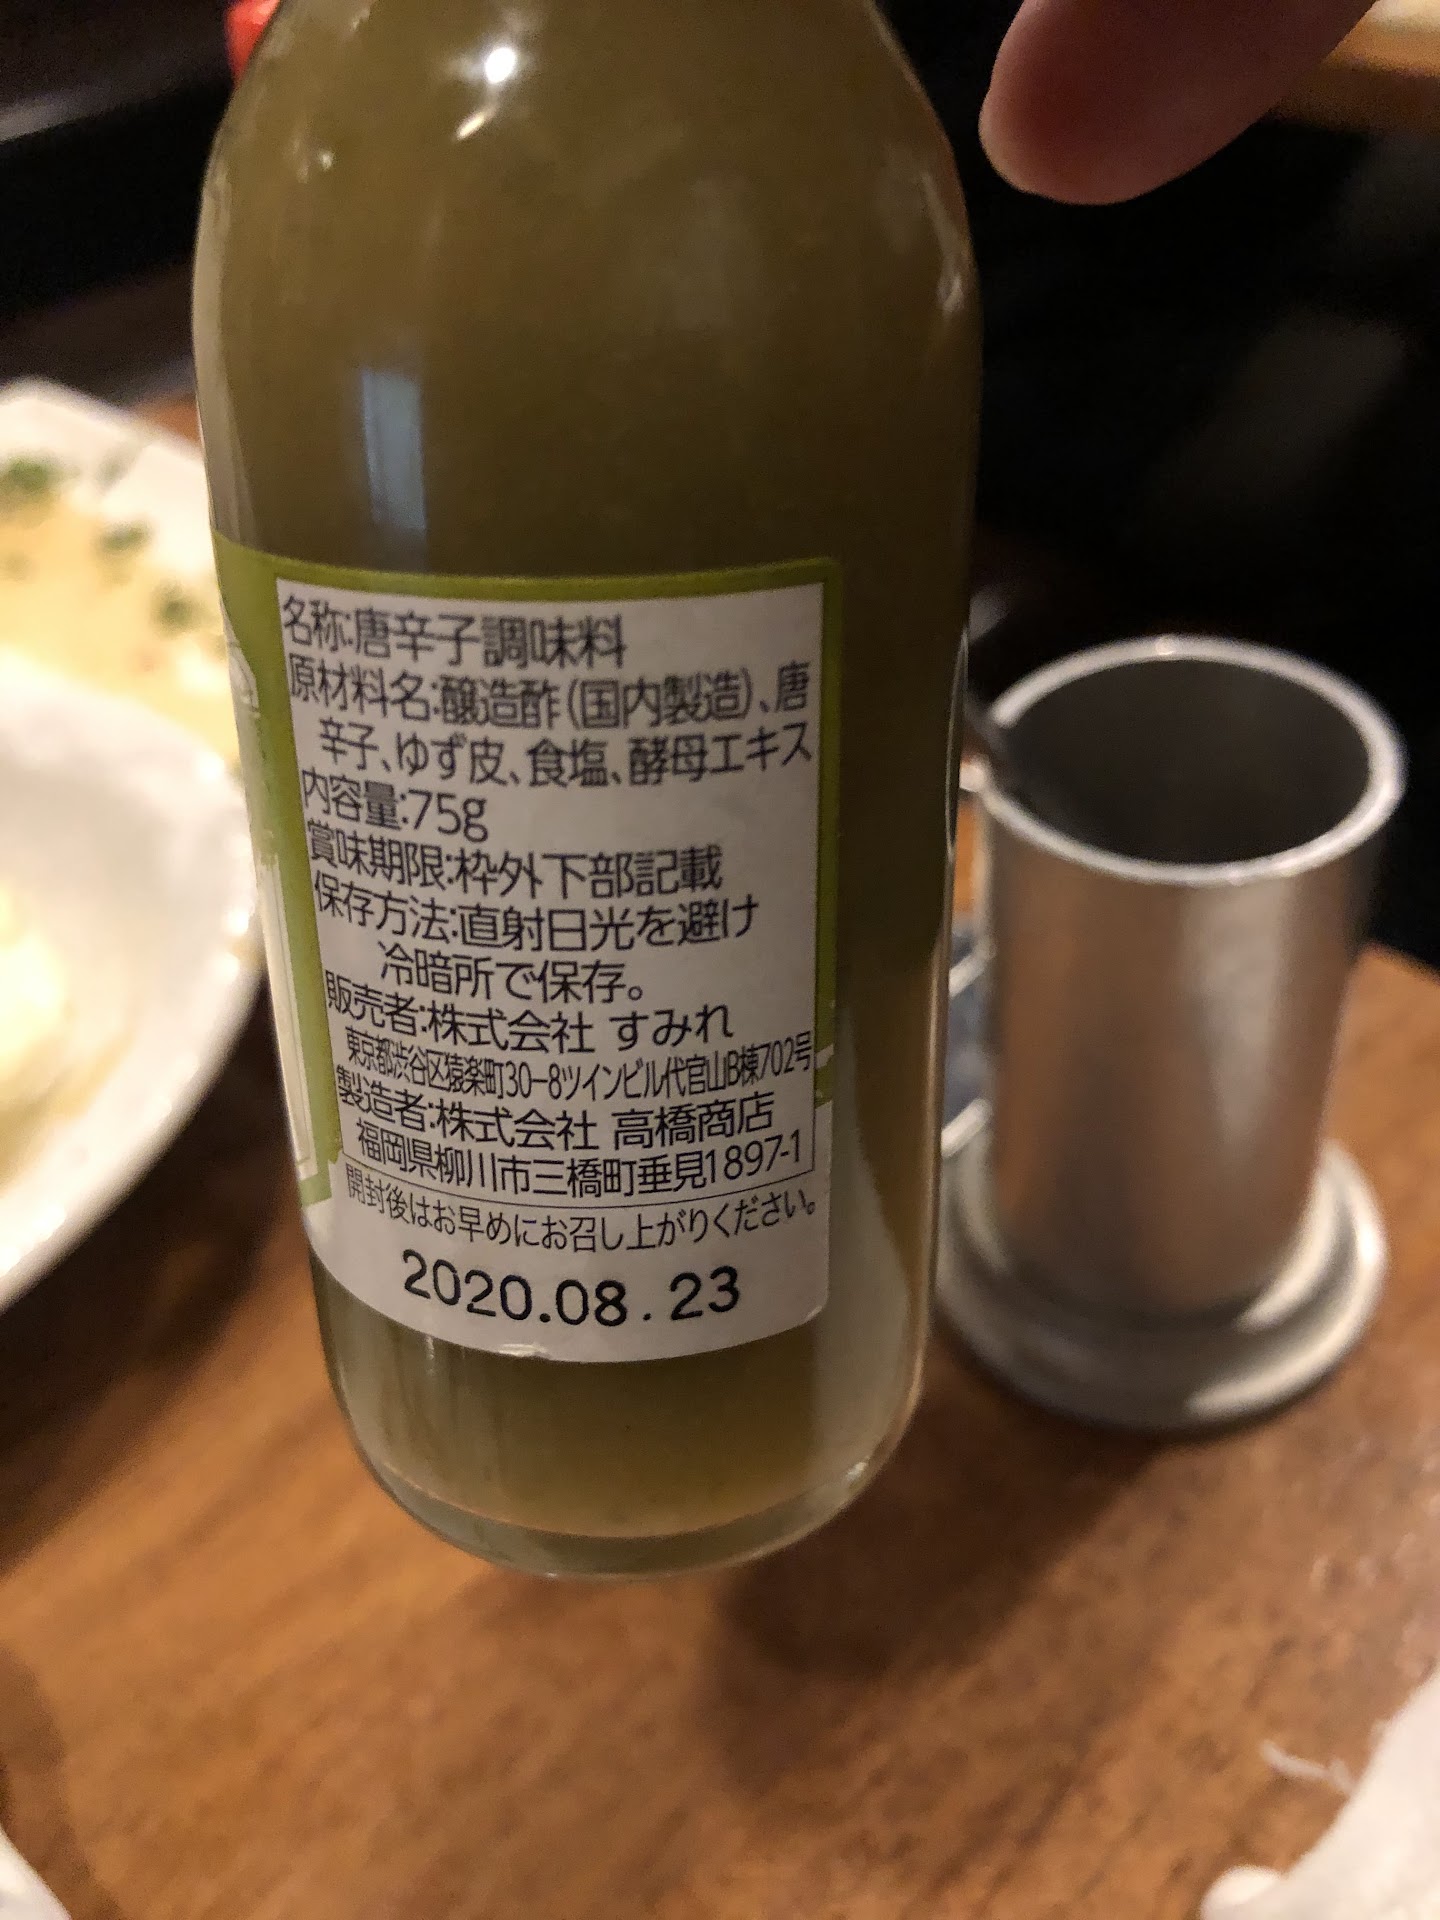 名称:唐辛子調味料
原材料名:醸造酢(国内製造)、唐
辛子、ゆず皮、食塩、酵母エキス
内容量:75g
賞味期限:枠外下部記載
保存方法:直射日光を避け
冷暗所で保存。
販売者:株式会社 すみれ
東京都渋谷区猿楽町30-8ツインビル代官山B棟702号
製造者:株式会社 高橋商店
福岡県柳川市三橋町垂見1897-1
開封後はお早めにお召し上がりください。
2020.08.23